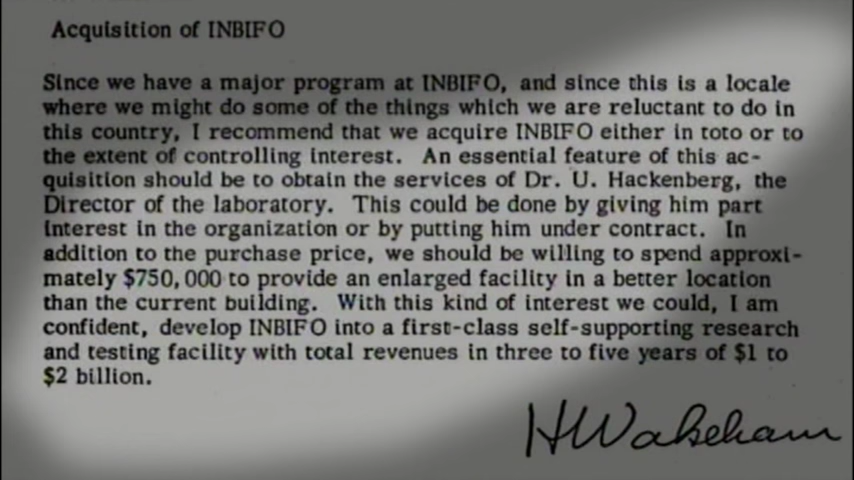 Acquisition of INBIFO
Since we have a major program at INBIFO, and since this is a locale
where we might do some of the things which we are reluctant to do in
this country, I recommend that we acquire INBIFO either in toto or to
the extent of controlling interest. An essential feature of this ac-
quisition should be to obtain the services of Dr. U. Hackenberg, the
Director of the laboratory. This could be done by giving him part
interest in the organization or by putting him under contract. In
addition to the purchase price, we should be willing to spend approxi-
mately $750,000 to provide an enlarged facility in a better location
than the current building. With this kind of interest we could, I am
confident, develop INBIFO into a first-class self-supporting research
and testing facility with total revenues in three to five years of $1 to
$2 billion.
HWakeham